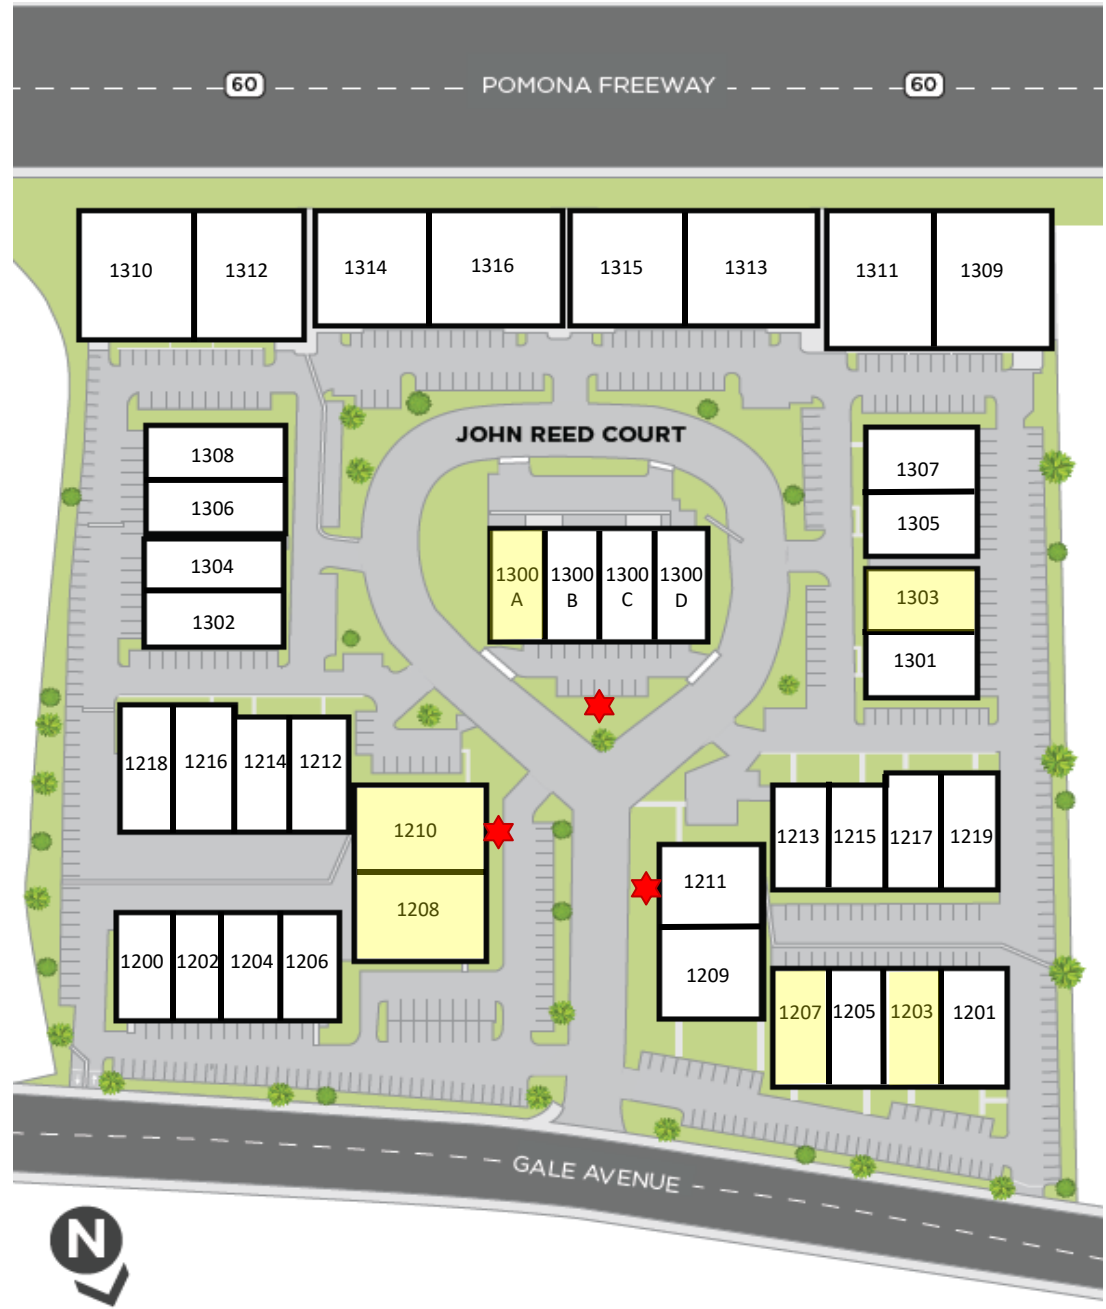 60 POMONA FREEWAY 60
1310 1312 1314 1316 1315 1313 1311 1309
JOHN REED COURT
1308
1306
1304
1302
1300
A
1300
B
1300
C
1300
D
1307
1305
1303
1301
1218 1216 1214 1212
1210
1208
1200 1202 1204 1206
1213 1215 1217 1219
1211
1209
1207 1205 1203 1201
GALE AVENUE
N